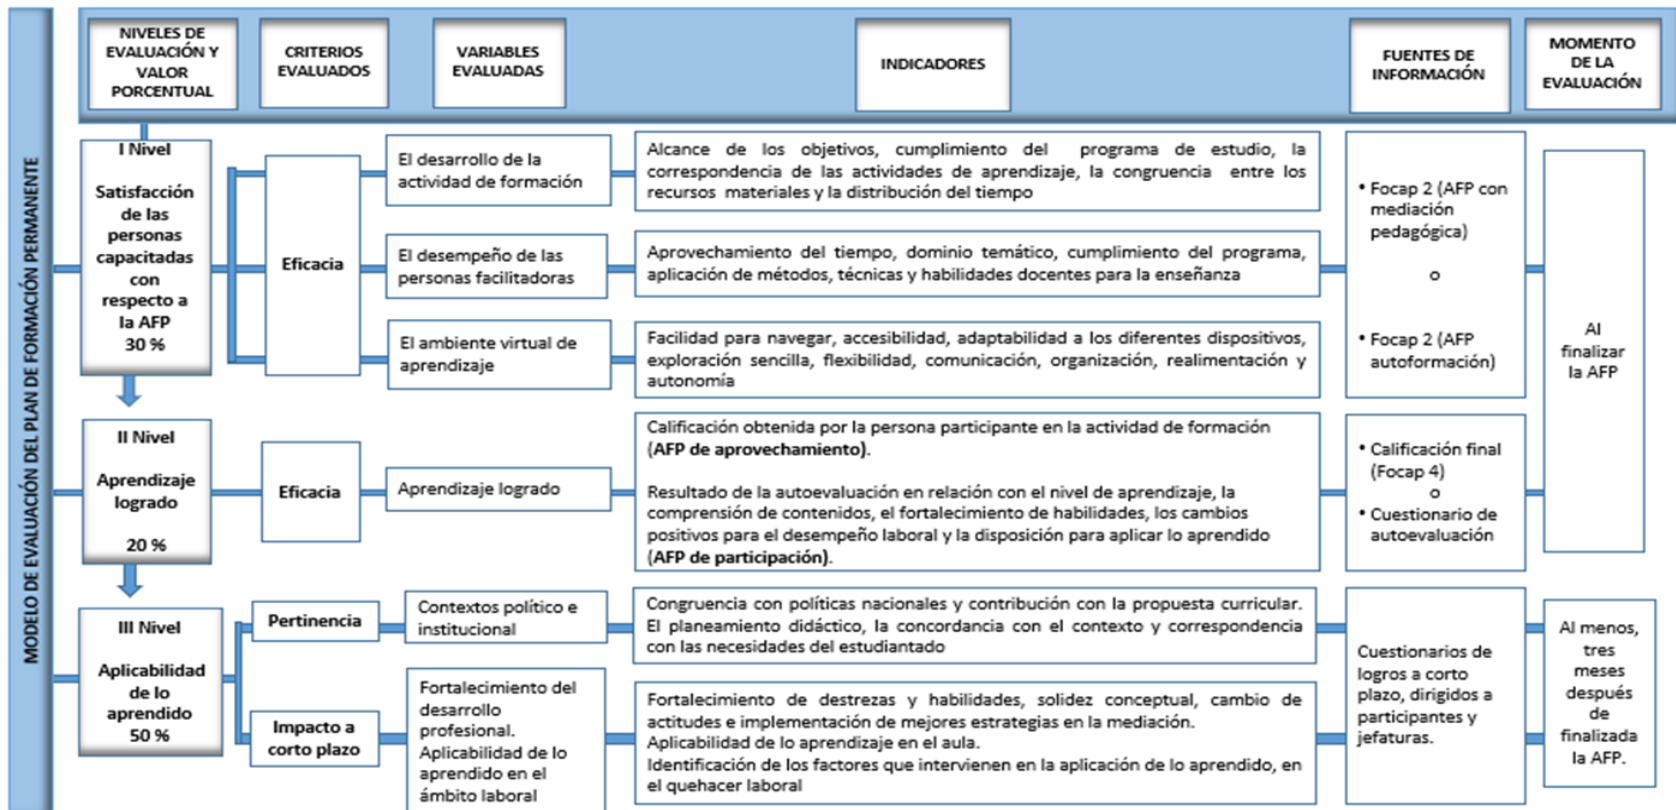 MODELO DE EVALUACIÓN DEL PLAN DE FORMACIÓN PERMANENTE
NIVELES DE
EVALUACIÓN Y
VALOR
PORCENTUAL
CRITERIOS
EVALUADOS
VARIABLES
EVALUADAS
INDICADORES
FUENTES DE
INFORMACIÓN
MOMENTO
DE LA
EVALUACIÓN
I Nivel
Satisfacción
de las
personas
capacitadas
con
respecto a
la AFP
30 %
Eficacia
El desarrollo de la
actividad de formación
Alcance de los objetivos, cumplimiento del programa de estudio, la
correspondencia de las actividades de aprendizaje, la congruencia entre los
recursos materiales y la distribución del tiempo
El desempeño de las
personas facilitadoras
Aprovechamiento del tiempo, dominio temático, cumplimiento del programa,
aplicación de métodos, técnicas y habilidades docentes para la enseñanza
El ambiente virtual de
aprendizaje
Facilidad para navegar, accesibilidad, adaptabilidad a los diferentes dispositivos,
exploración sencilla, flexibilidad, comunicación, organización, realimentación y
autonomía
• Focap 2 (AFP con
mediación
pedagógica)
o
• Focap 2 (AFP
autoformación)
Al
finalizar
la AFP
II Nivel
Aprendizaje
logrado
20 %
Eficacia
Aprendizaje logrado
Calificación obtenida por la persona participante en la actividad de formación
(AFP de aprovechamiento).
Resultado de la autoevaluación en relación con el nivel de aprendizaje, la
comprensión de contenidos, el fortalecimiento de habilidades, los cambios
positivos para el desempeño laboral y la disposición para aplicar lo aprendido
(AFP de participación).
• Calificación final
(Focap 4)
o
• Cuestionario de
autoevaluación
III Nivel
Aplicabilidad
de lo
aprendido
50 %
Pertinencia
Contextos político e
institucional
Congruencia con políticas nacionales y contribución con la propuesta curricular.
El planeamiento didáctico, la concordancia con el contexto y correspondencia
con las necesidades del estudiantado
Impacto a
corto plazo
Fortalecimiento del
desarrollo
profesional.
Aplicabilidad de lo
aprendido en el
ámbito laboral
Fortalecimiento de destrezas y habilidades, solidez conceptual, cambio de
actitudes e implementación de mejores estrategias en la mediación.
Aplicabilidad de lo aprendizaje en el aula.
Identificación de los factores que intervienen en la aplicación de lo aprendido, en
el quehacer laboral
Cuestionarios de
logros a corto
plazo, dirigidos a
participantes y
jefaturas.
Al menos,
tres
meses
después
de
finalizada
la AFP.